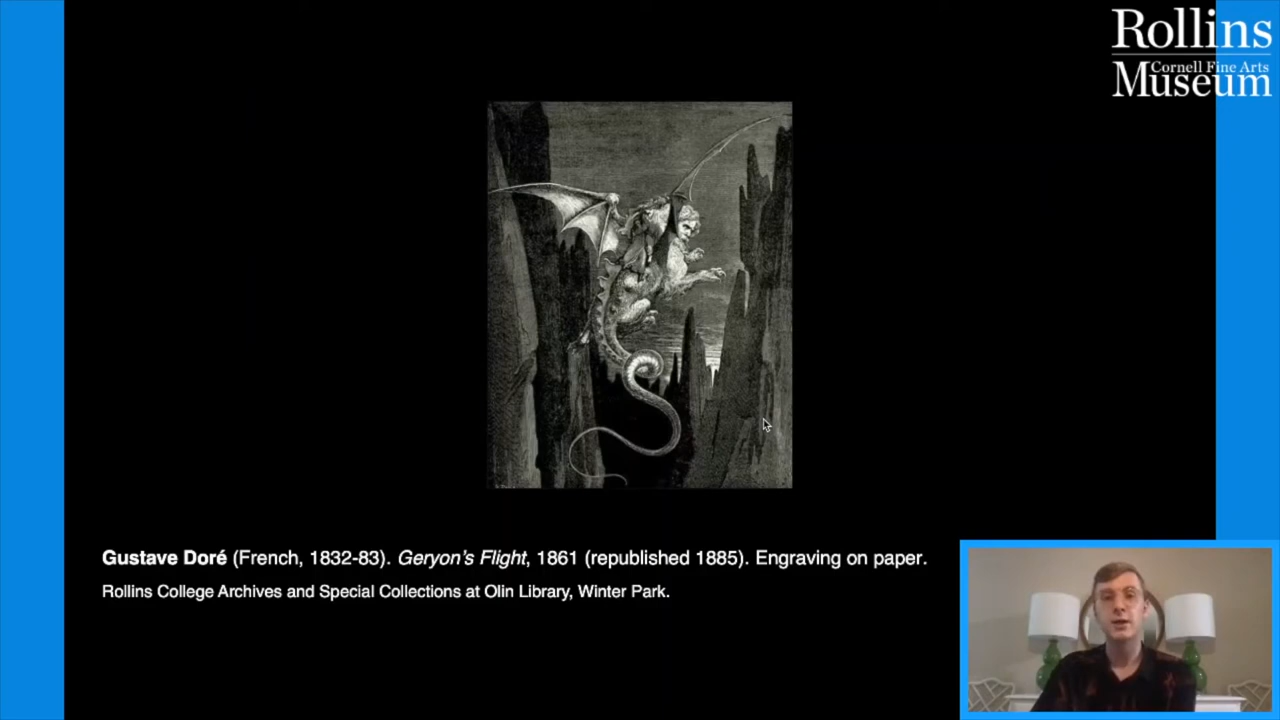 Rollins
Cornell Fine Arts
Museum
Gustave Doré (French, 1832-83). Geryon's Flight, 1861 (republished 1885). Engraving on paper.
Rollins College Archives and Special Collections at Olin Library, Winter Park.